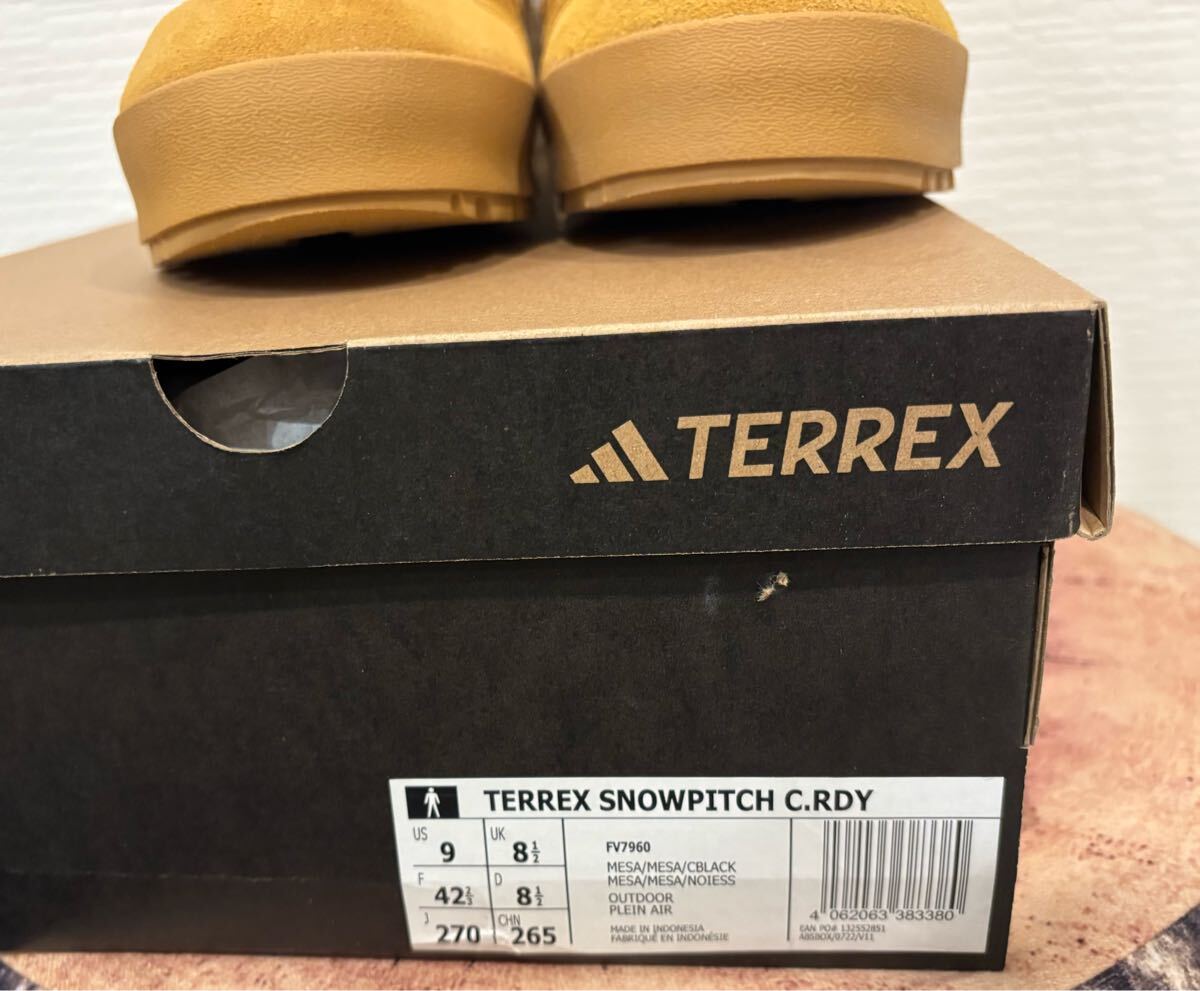 TERREX
TERREX SNOWPITCH C.RDY
US 9 UK 8½
F 42⅔ D 8½
J 270 CHN 265
FV7960
MESA/MESA/CBLACK
MESA/MESA/NOIESS
OUTDOOR
PLEIN AIR
MADE IN INDONESIA
FABRIQUÉ EN INDONÉSIE
4 062063 383380
EAN PO# 132552851
ABSBOX/0722/V11